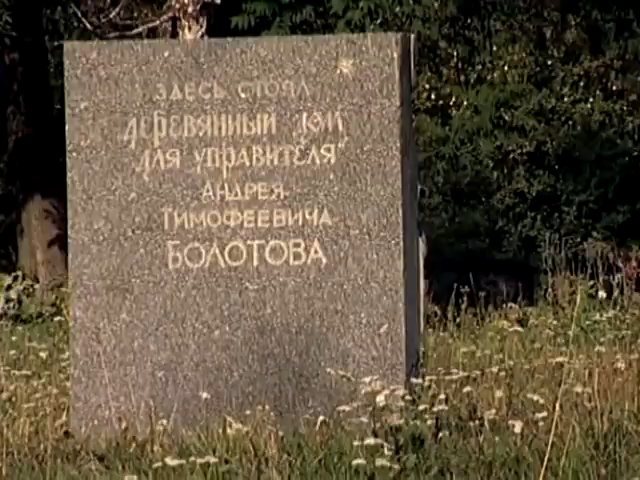 ЗДЕСЬ СТОЯЛ
"деревянный дом
для управителя"
АНДРЕЯ
ТИМОФЕЕВИЧА
БОЛОТОВА